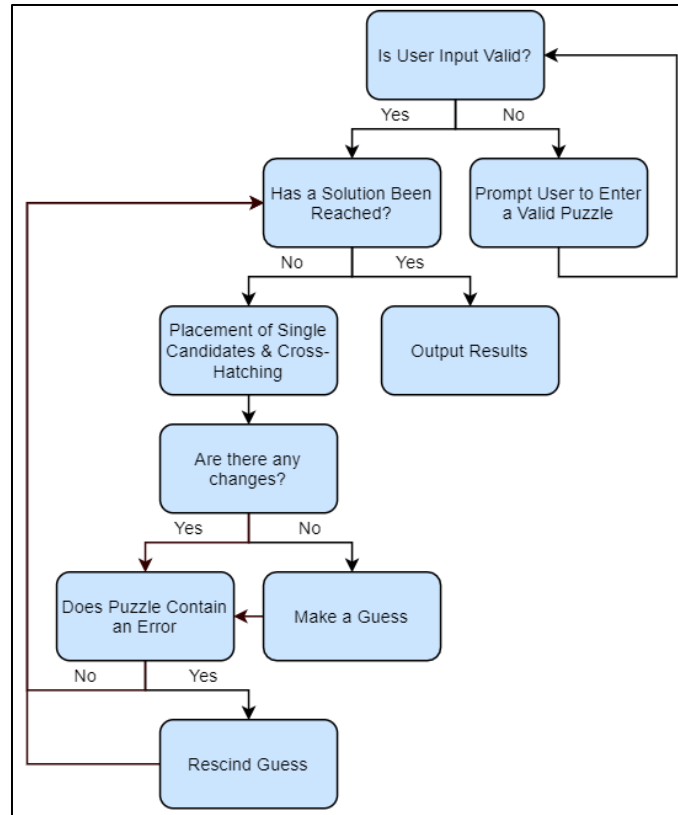 Is User Input Valid?
Yes
No
Has a Solution Been
Reached?
Prompt User to Enter
a Valid Puzzle
No
Yes
Placement of Single
Candidates & Cross-
Hatching
Output Results
Are there any
changes?
Yes
No
Does Puzzle Contain
an Error
Make a Guess
No
Yes
Rescind Guess